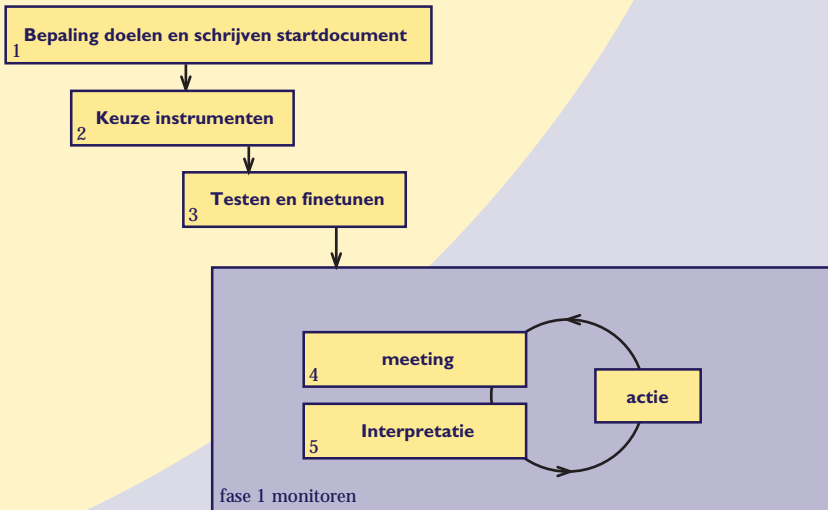 Bepaling doelen en schrijven startdocument
1
Keuze instrumenten
2
Testen en finetunen
3
meeting
4
actie
Interpretatie
5
fase 1 monitoren